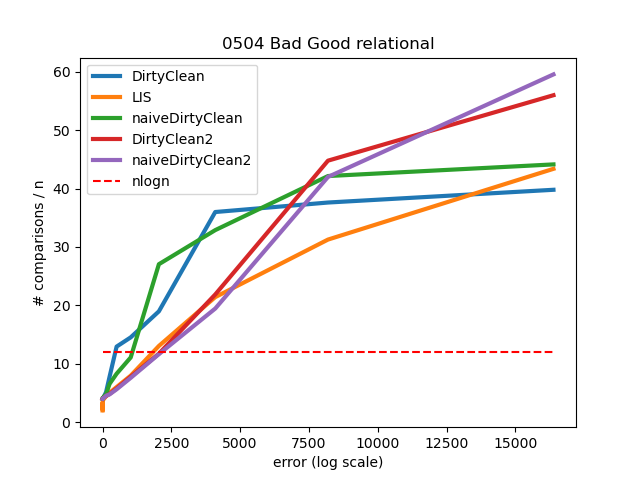 0504 Bad Good relational
60
50
40
30
20
10
0
# comparisons / n
DirtyClean
LIS
naiveDirtyClean
DirtyClean2
naiveDirtyClean2
nlogn
0 2500 5000 7500 10000 12500 15000
error (log scale)